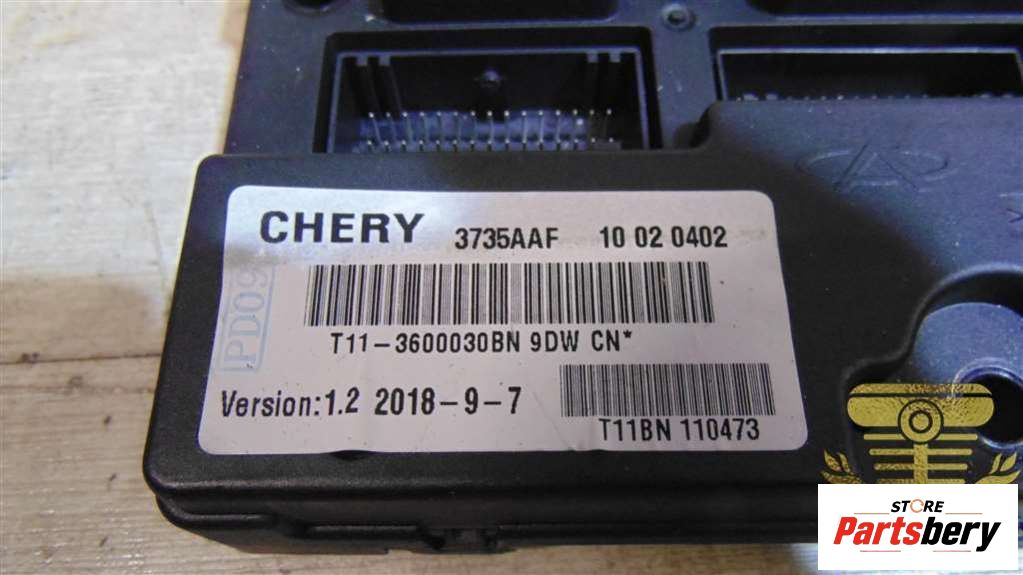 CHERY 3735AAF 10 02 0402
PD09
T11-3600030BN 9DW CN*
Version:1.2 2018-9-7
T11BN 110473
STORE
Partsbery